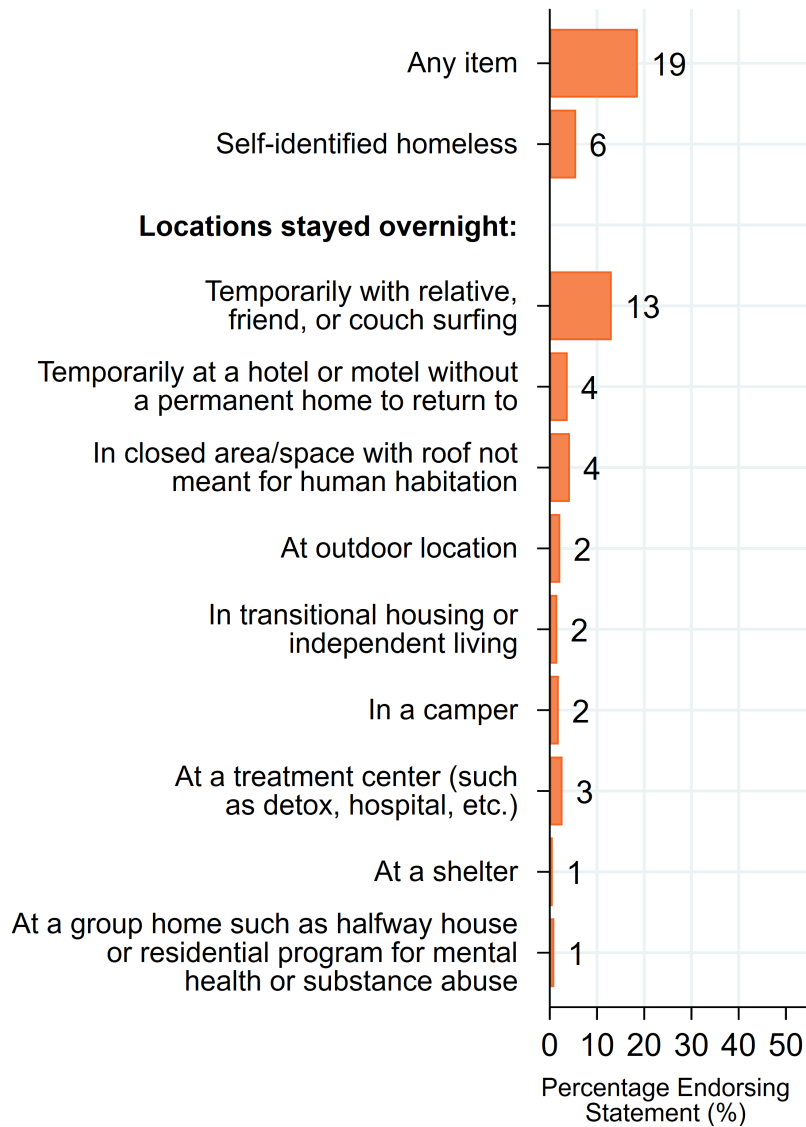 Any item
19
Self-identified homeless
6
Locations stayed overnight:
Temporarily with relative,
friend, or couch surfing
13
Temporarily at a hotel or motel without
a permanent home to return to
4
In closed area/space with roof not
meant for human habitation
4
At outdoor location
2
In transitional housing or
independent living
2
In a camper
2
At a treatment center (such
as detox, hospital, etc.)
3
At a shelter
1
At a group home such as halfway house
or residential program for mental
health or substance abuse
1
0 10 20 30 40 50
Percentage Endorsing
Statement (%)